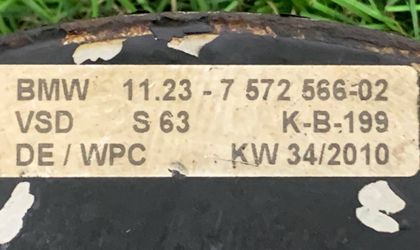 BMW 11.23 - 7 572 566-02
VSD S 63 K-B-199
DE / WPC KW 34/2010